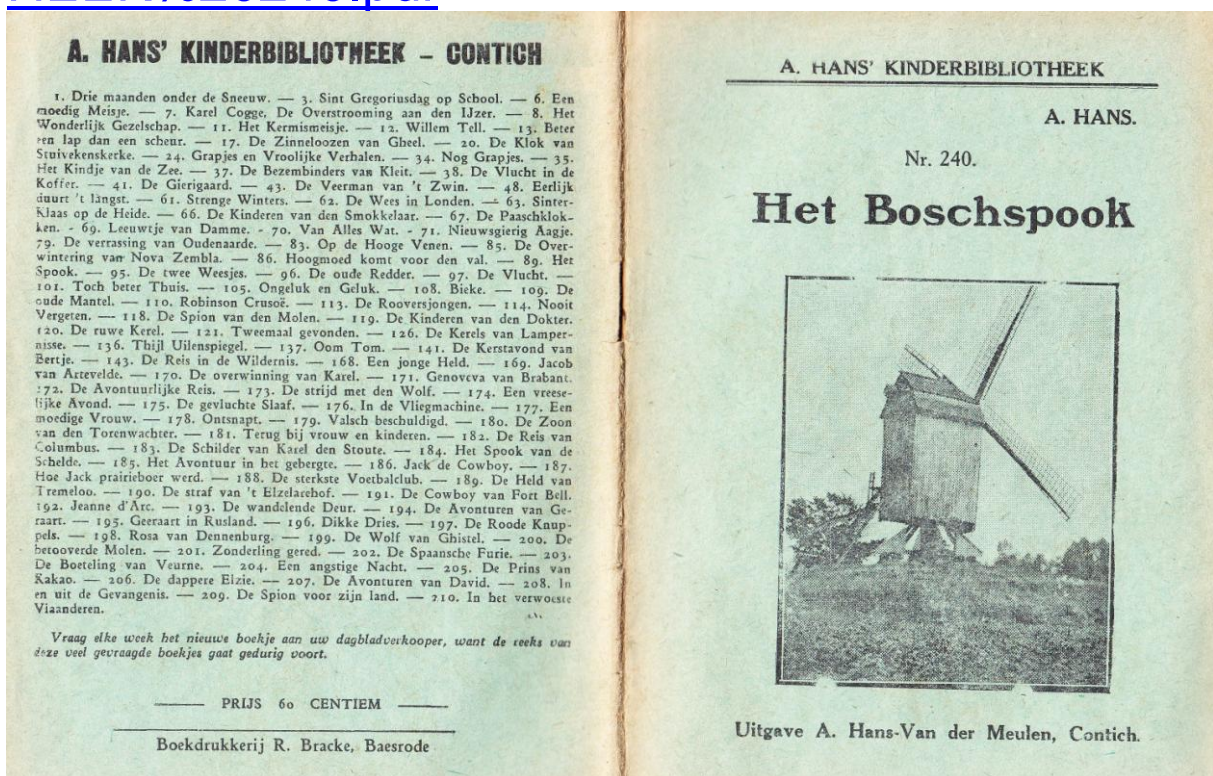 A. HANS' KINDERBIBLIOTHEEK – CONTICH
1. Drie maanden onder de Sneeuw. — 3. Sint Gregoriusdag op School. — 6. Een
moedig Meisje. — 7. Karel Cogge, De Overstrooming aan den IJzer. — 8. Het
Wonderlijk Gezelschap. — 11. Het Kermismeisje. — 12. Willem Tell. — 13. Beter
een lap dan een scheur. — 17. De Zinneloozen van Gheel. — 20. De Klok van
Stuivekenskerke. — 24. Grapjes en Vroolijke Verhalen. — 34. Nog Grapjes. — 35.
Het Kindje van de Zee. — 37. De Bezembinders van Kleit. — 38. De Vlucht in de
Koffer. — 41. De Gierigaard. — 43. De Veerman van 't Zwin. — 48. Eerlijk
duurt 't langst. — 61. Strenge Winters. — 62. De Wees in Londen. — 63. Sinter-
Klaas op de Heide. — 66. De Kinderen van den Smokkelaar. — 67. De Paaschklok-
ken. - 69. Leeuwtje van Damme. - 70. Van Alles Wat. - 71. Nieuwsgierig Aagje.
79. De verrassing van Oudenaarde. — 83. Op de Hooge Venen. — 85. De Over-
wintering van Nova Zembla. — 86. Hoogmoed komt voor den val. — 89. Het
Spook. — 95. De twee Weesjes. — 96. De oude Redder. — 97. De Vlucht. —
101. Toch beter Thuis. — 105. Ongeluk en Geluk. — 108. Bieke. — 109. De
oude Mantel. — 110. Robinson Crusoë. — 113. De Rooversjongen. — 114. Nooit
Vergeten. — 118. De Spion van den Molen. — 119. De Kinderen van den Dokter.
120. De ruwe Kerel. — 121. Tweemaal gevonden. — 126. De Kerels van Lamper-
nisse. — 136. Thijl Uilenspiegel. — 137. Oom Tom. — 141. De Kerstavond van
Bertje. — 143. De Reis in de Wildernis. — 168. Een jonge Held. — 169. Jacob
van Artevelde. — 170. De overwinning van Karel. — 171. Genoveva van Brabant.
172. De Avontuurlijke Reis. — 173. De strijd met den Wolf. — 174. Een vreese-
lijke Avond. — 175. De gevluchte Slaaf. — 176. In de Vliegmachine. — 177. Een
moedige Vrouw. — 178. Ontsnapt. — 179. Valsch beschuldigd. — 180. De Zoon
van den Torenwachter. — 181. Terug bij vrouw en kinderen. — 182. De Reis van
Columbus. — 183. De Schilder van Karel den Stoute. — 184. Het Spook van de
Schelde. — 185. Het Avontuur in het gebergte. — 186. Jack de Cowboy. — 187.
Hoe Jack prairieboer werd. — 188. De sterkste Voetbalclub. — 189. De Held van
Tremeloo. — 190. De straf van 't Elzelarehof. — 191. De Cowboy van Fort Bell.
192. Jeanne d'Arc. — 193. De wandelende Deur. — 194. De Avonturen van Ge-
raart. — 195. Geeraart in Rusland. — 196. Dikke Dries. — 197. De Roode Knup-
pels. — 198. Rosa van Dennenburg. — 199. De Wolf van Ghistel. — 200. De
betooverde Molen. — 201. Zonderling gered. — 202. De Spaansche Furie. — 203.
De Boeteling van Veurne. — 204. Een angstige Nacht. — 205. De Prins van
Kakao. — 206. De dappere Elzie. — 207. De Avonturen van David. — 208. In
en uit de Gevangenis. — 209. De Spion voor zijn land. — 210. In het verwoeste
Vlaanderen.
Vraag elke week het nieuwe boekje aan uw dagbladverkooper, want de reeks van
deze veel gevraagde boekjes gaat gedurig voort.
PRIJS 60 CENTIEM
Boekdrukkerij R. Bracke, Baesrode
A. HANS' KINDERBIBLIOTHEEK
A. HANS.
Nr. 240.
Het Boschspook
Uitgave A. Hans-Van der Meulen, Contich.